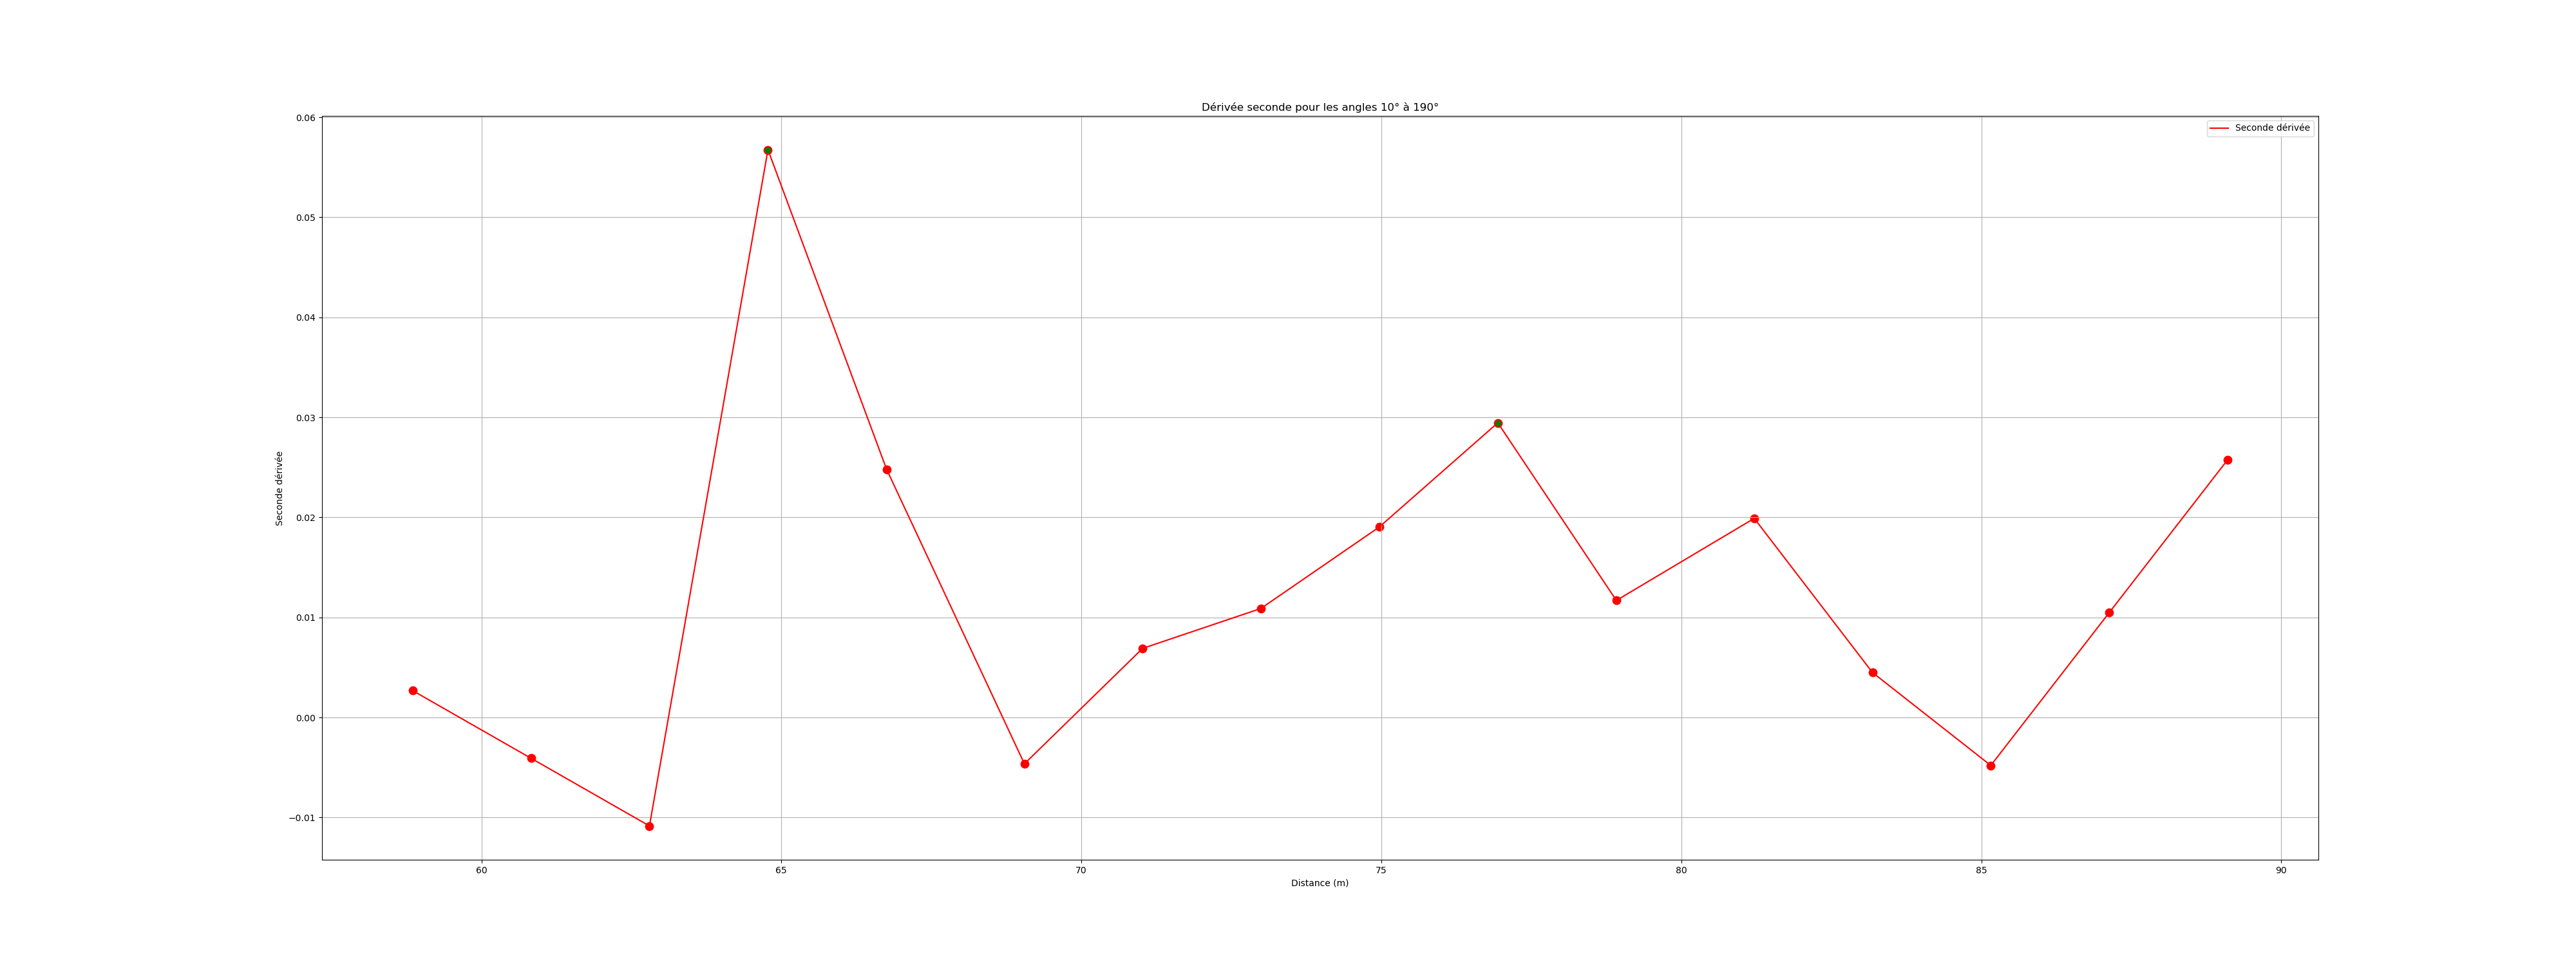 Dérivée seconde pour les angles 10° à 190°
Seconde dérivée
0.06
0.05
0.04
0.03
0.02
0.01
0.00
−0.01
Seconde dérivée
60 65 70 75 80 85 90
Distance (m)